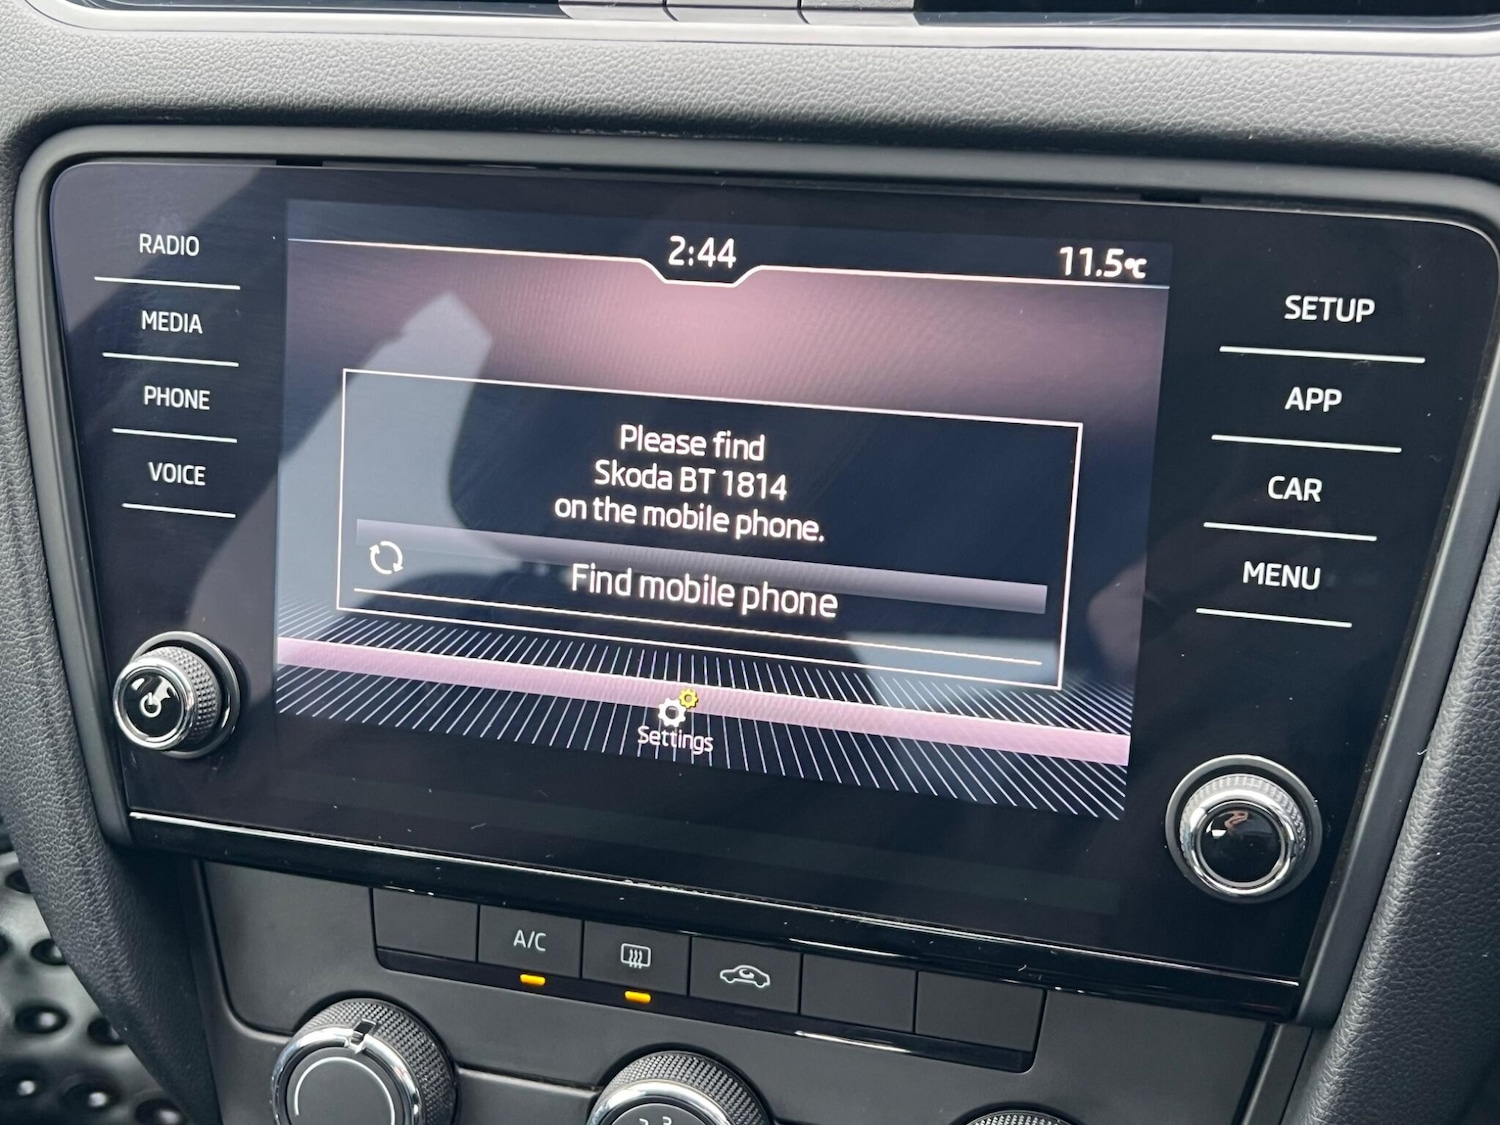 2:44
11.5°C
RADIO
MEDIA
PHONE
VOICE
Please find
Skoda BT 1814
on the mobile phone.
Find mobile phone
Settings
SETUP
APP
CAR
MENU
A/C